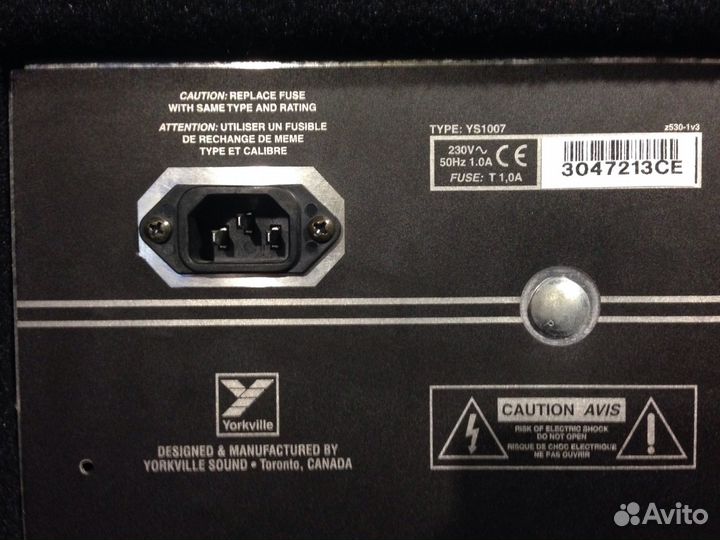 CAUTION: REPLACE FUSE
WITH SAME TYPE AND RATING
ATTENTION: UTILISER UN FUSIBLE
DE RECHANGE DE MEME
TYPE ET CALIBRE
TYPE: YS1007
z530-1v3
230V~
50Hz 1.0A CE
FUSE: T 1,0A
3047213CE
Yorkville
DESIGNED & MANUFACTURED BY
YORKVILLE SOUND • Toronto, CANADA
CAUTION AVIS
RISK OF ELECTRIC SHOCK
DO NOT OPEN
RISQUE DE CHOC ELECTRIQUE
NE PAS OUVRIR
Avito